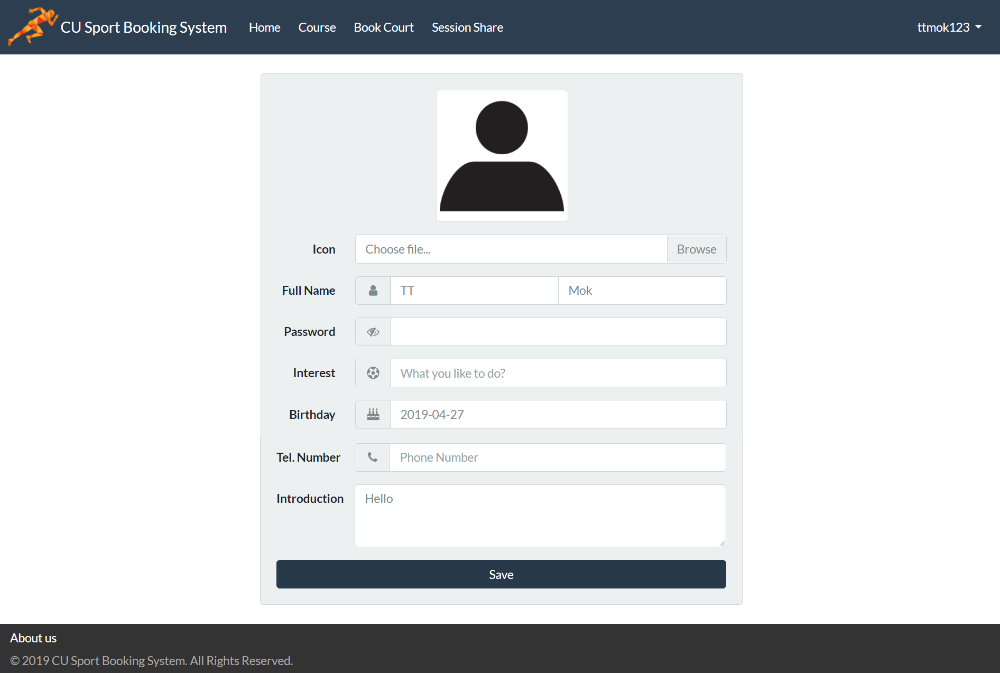 CU Sport Booking System Home Course Book Court Session Share ttmok123
Icon Choose file... Browse
Full Name TT Mok
Password
Interest What you like to do?
Birthday 2019-04-27
Tel. Number Phone Number
Introduction Hello
Save
About us
© 2019 CU Sport Booking System. All Rights Reserved.